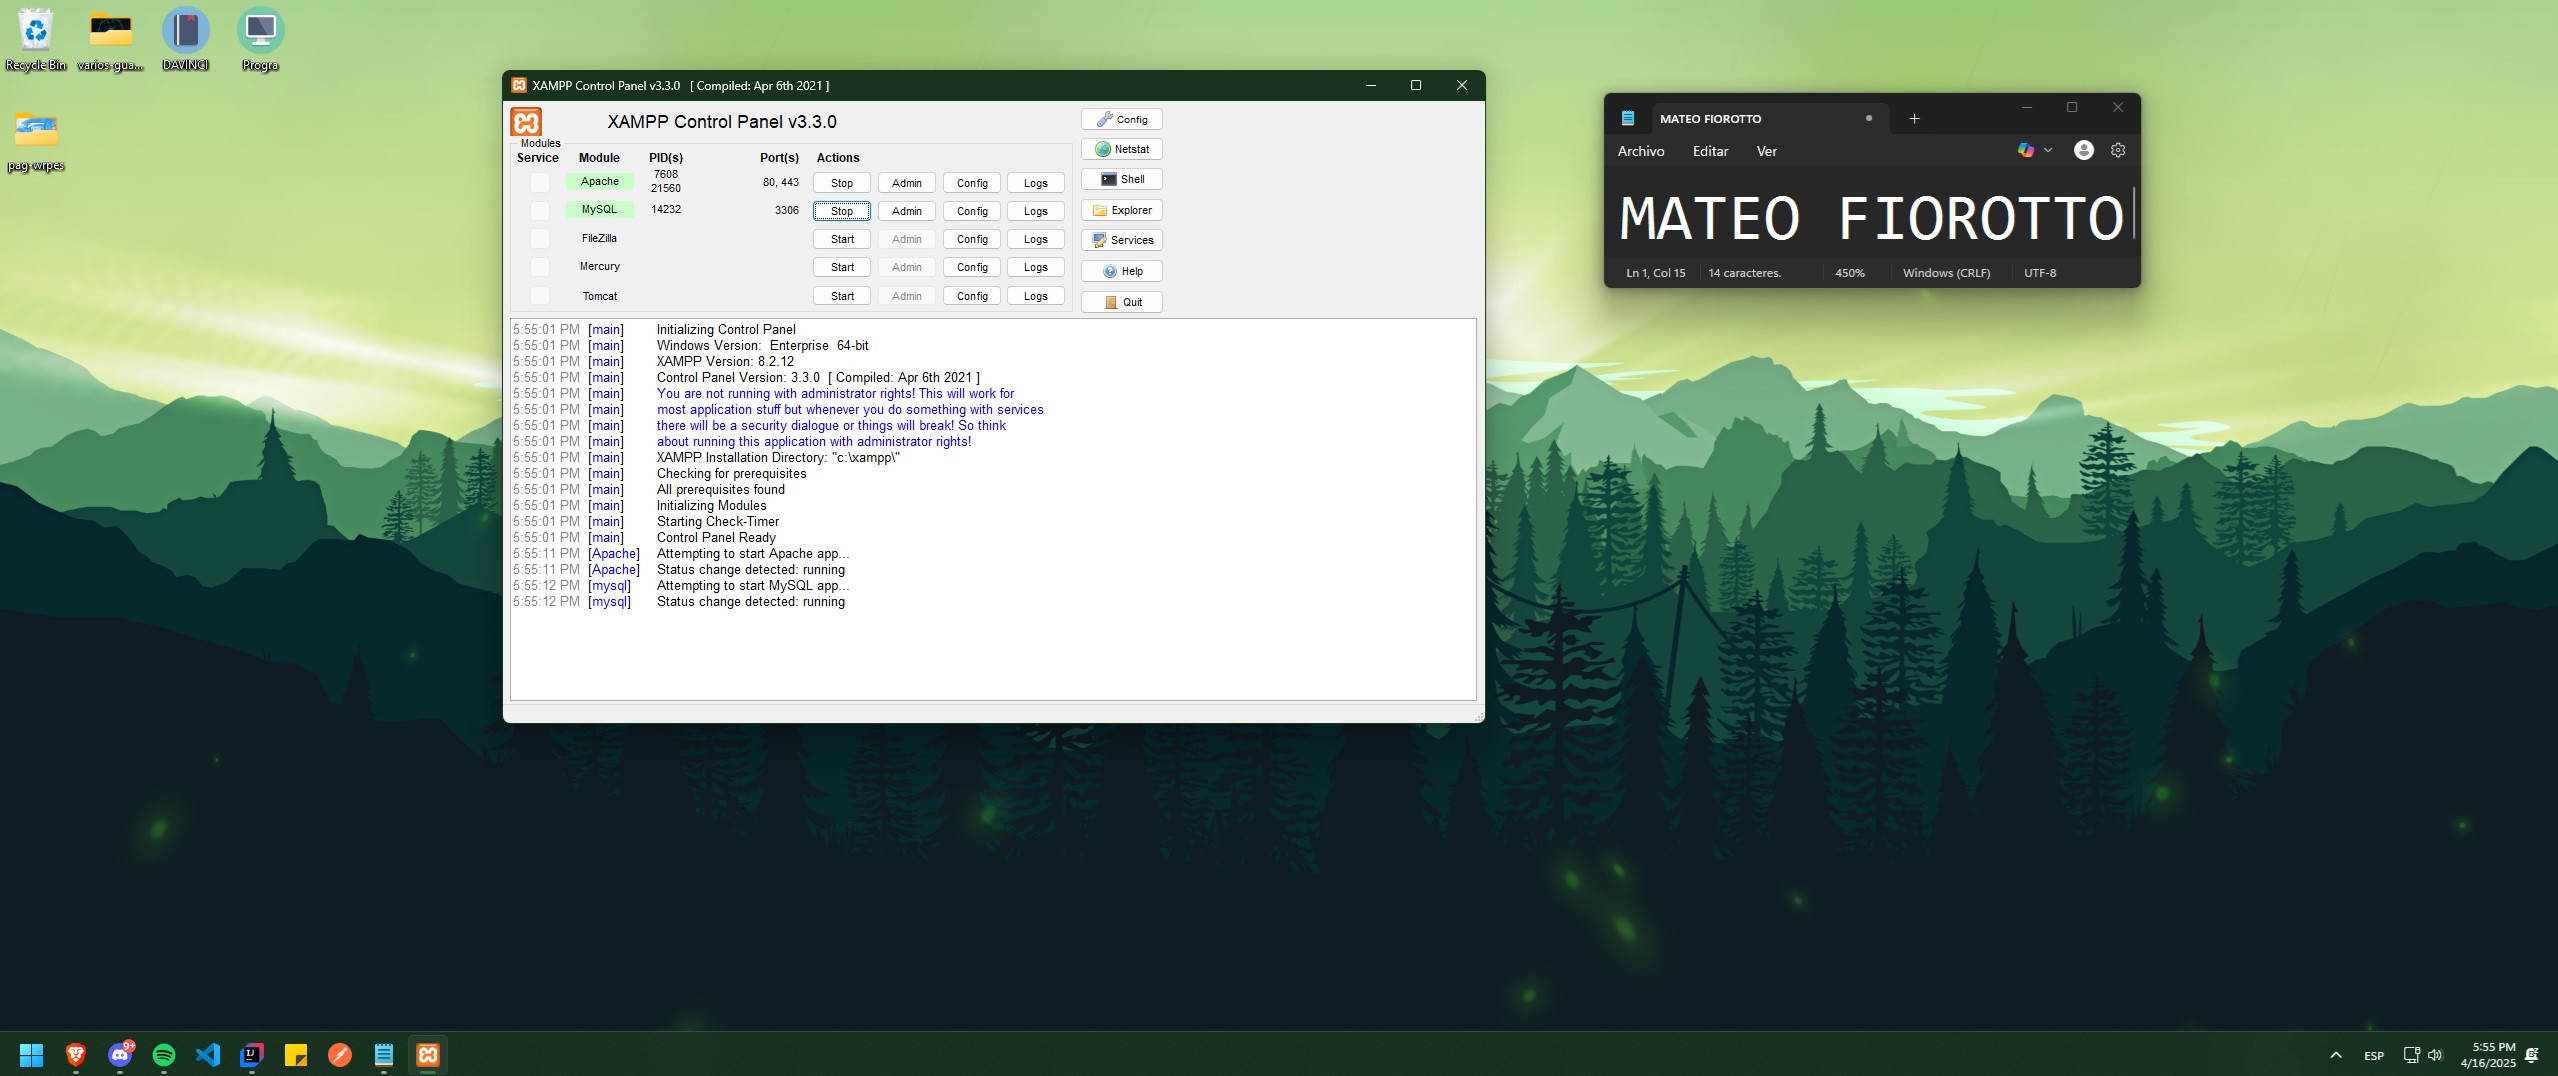 Recycle Bin
varios-gua...
DAVINCI
Progra
pag-wrpes
XAMPP Control Panel v3.3.0 [ Compiled: Apr 6th 2021 ]
XAMPP Control Panel v3.3.0
Modules
Service Module PID(s) Port(s) Actions
Apache 7608 21560 80, 443 Stop Admin Config Logs
MySQL 14232 3306 Stop Admin Config Logs
FileZilla Start Admin Config Logs
Mercury Start Admin Config Logs
Tomcat Start Admin Config Logs
Config
Netstat
Shell
Explorer
Services
Help
Quit
5:55:01 PM [main] Initializing Control Panel
5:55:01 PM [main] Windows Version: Enterprise 64-bit
5:55:01 PM [main] XAMPP Version: 8.2.12
5:55:01 PM [main] Control Panel Version: 3.3.0 [ Compiled: Apr 6th 2021 ]
5:55:01 PM [main] You are not running with administrator rights! This will work for
5:55:01 PM [main] most application stuff but whenever you do something with services
5:55:01 PM [main] there will be a security dialogue or things will break! So think
5:55:01 PM [main] about running this application with administrator rights!
5:55:01 PM [main] XAMPP Installation Directory: "c:\xampp\"
5:55:01 PM [main] Checking for prerequisites
5:55:01 PM [main] All prerequisites found
5:55:01 PM [main] Initializing Modules
5:55:01 PM [main] Starting Check-Timer
5:55:01 PM [main] Control Panel Ready
5:55:11 PM [Apache] Attempting to start Apache app...
5:55:11 PM [Apache] Status change detected: running
5:55:12 PM [mysql] Attempting to start MySQL app...
5:55:12 PM [mysql] Status change detected: running
MATEO FIOROTTO
Archivo Editar Ver
MATEO FIOROTTO
Ln 1, Col 15 14 caracteres. 450% Windows (CRLF) UTF-8
9+
IJ
ESP
5:55 PM
4/16/2025